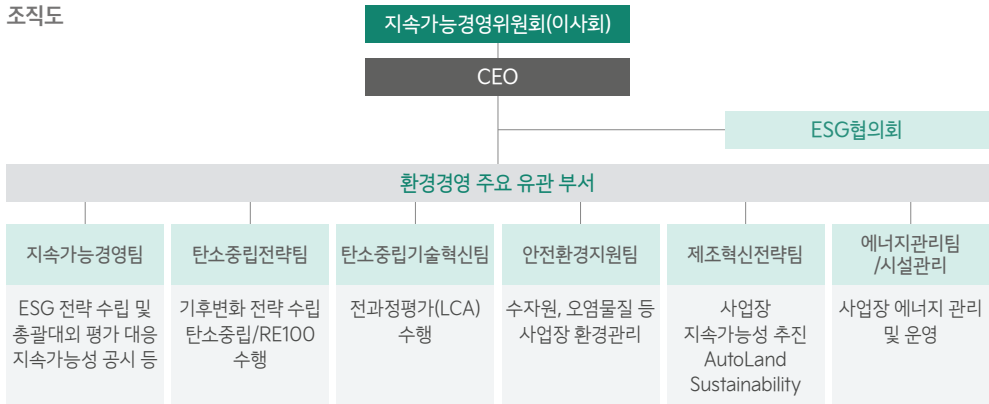 조직도
지속가능경영위원회(이사회)
CEO
ESG협의회
환경경영 주요 유관 부서
지속가능경영팀
ESG 전략 수립 및
총괄대외 평가 대응
지속가능성 공시 등
탄소중립전략팀
기후변화 전략 수립
탄소중립/RE100
수행
탄소중립기술혁신팀
전과정평가(LCA)
수행
안전환경지원팀
수자원, 오염물질 등
사업장 환경관리
제조혁신전략팀
사업장
지속가능성 추진
AutoLand
Sustainability
에너지관리팀
/시설관리
사업장 에너지 관리
및 운영